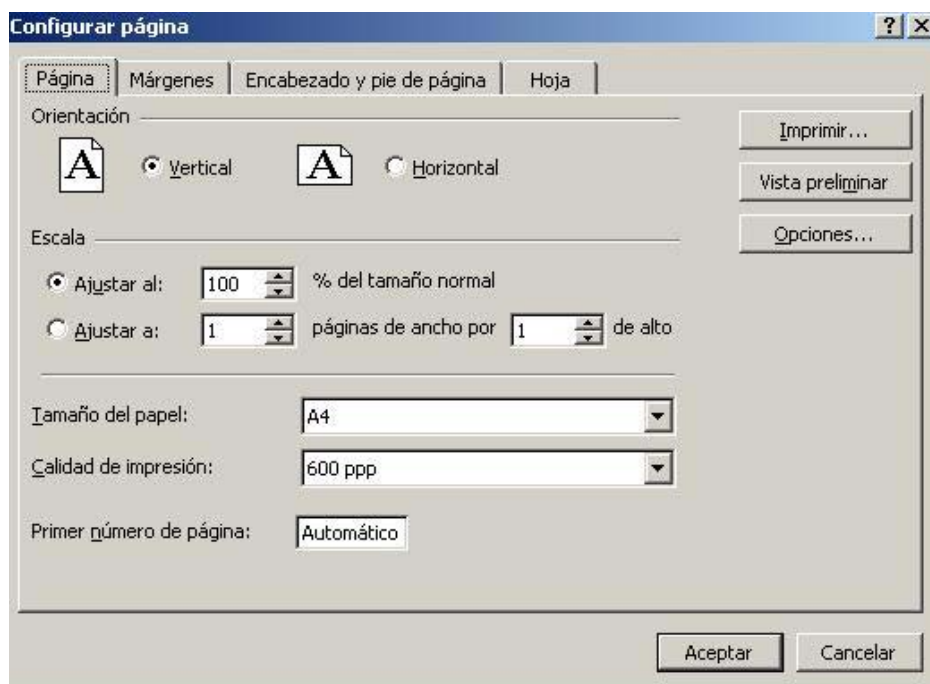 Configurar página
Página Márgenes Encabezado y pie de página Hoja
Orientación
A Vertical A Horizontal
Imprimir...
Vista preliminar
Opciones...
Escala
Ajustar al: 100 % del tamaño normal
Ajustar a: 1 páginas de ancho por 1 de alto
Tamaño del papel: A4
Calidad de impresión: 600 ppp
Primer número de página: Automático
Aceptar Cancelar